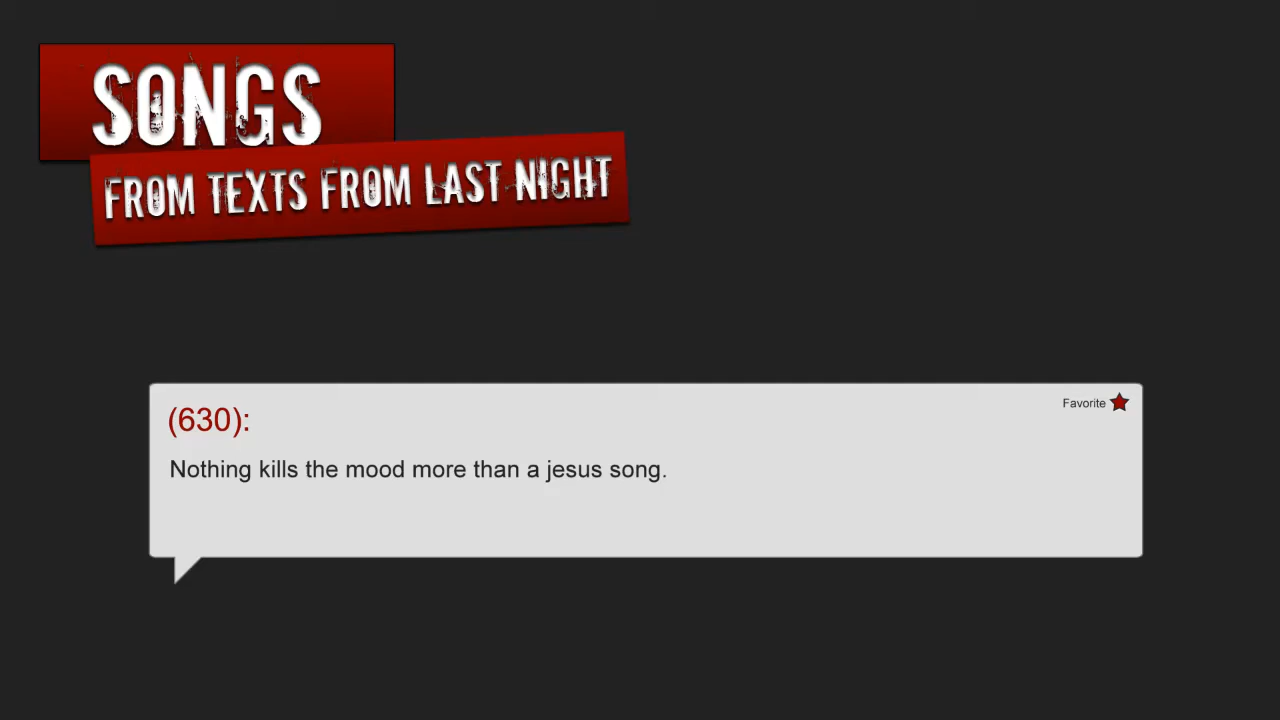 SONGS
FROM TEXTS FROM LAST NIGHT
Favorite
(630):
Nothing kills the mood more than a jesus song.